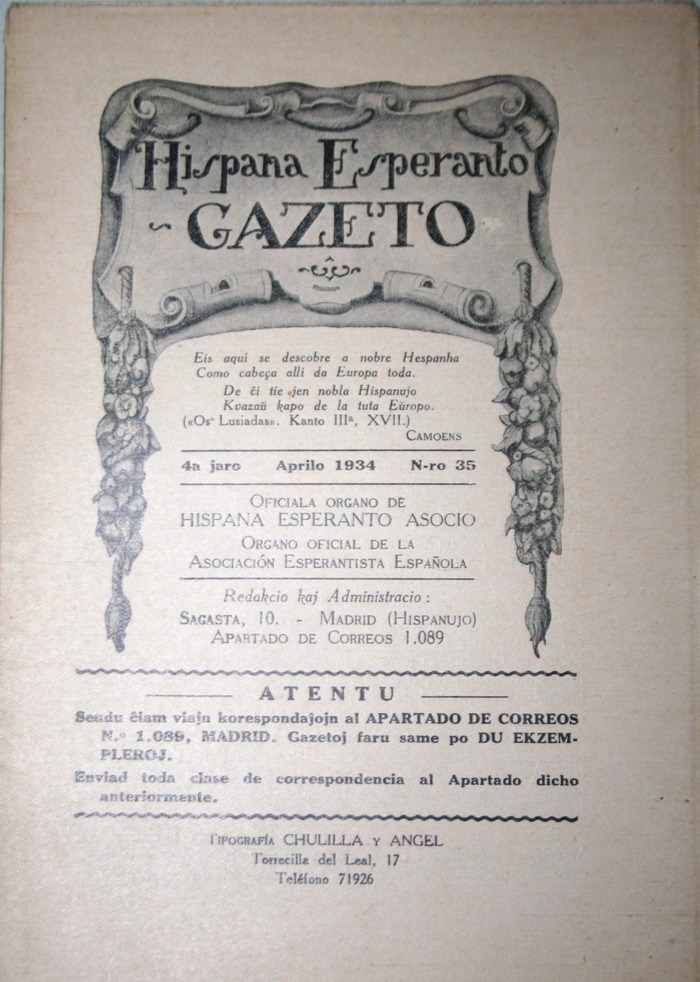 Hispana Esperanto
GAZETO
Eis aqui se descobre a nobre Hespanha
Como cabeça alli da Europa toda.
De ĉi tie jen nobla Hispanujo
Kvazaŭ kapo de la tuta Eŭropo.
(«Os Lusiadas». Kanto IIIª, XVII.)
CAMOENS
4a jaro Aprilo 1934 N-ro 35
OFICIALA ORGANO DE
HISPANA ESPERANTO ASOCIO
ORGANO OFICIAL DE LA
ASOCIACIÓN ESPERANTISTA ESPAÑOLA
Redakcio kaj Administracio:
SAGASTA, 10. - MADRID (HISPANUJO)
APARTADO DE CORREOS 1.089
ATENTU
Sendu ĉiam viajn korespondaĵojn al APARTADO DE CORREOS
N.º 1.089, MADRID. Gazetoj faru same po DU EKZEM-
PLEROJ.
Enviad toda clase de correspondencia al Apartado dicho
anteriormente.
TIPOGRAFÍA CHULILLA Y ANGEL
Torrecilla del Leal, 17
Teléfono 71926